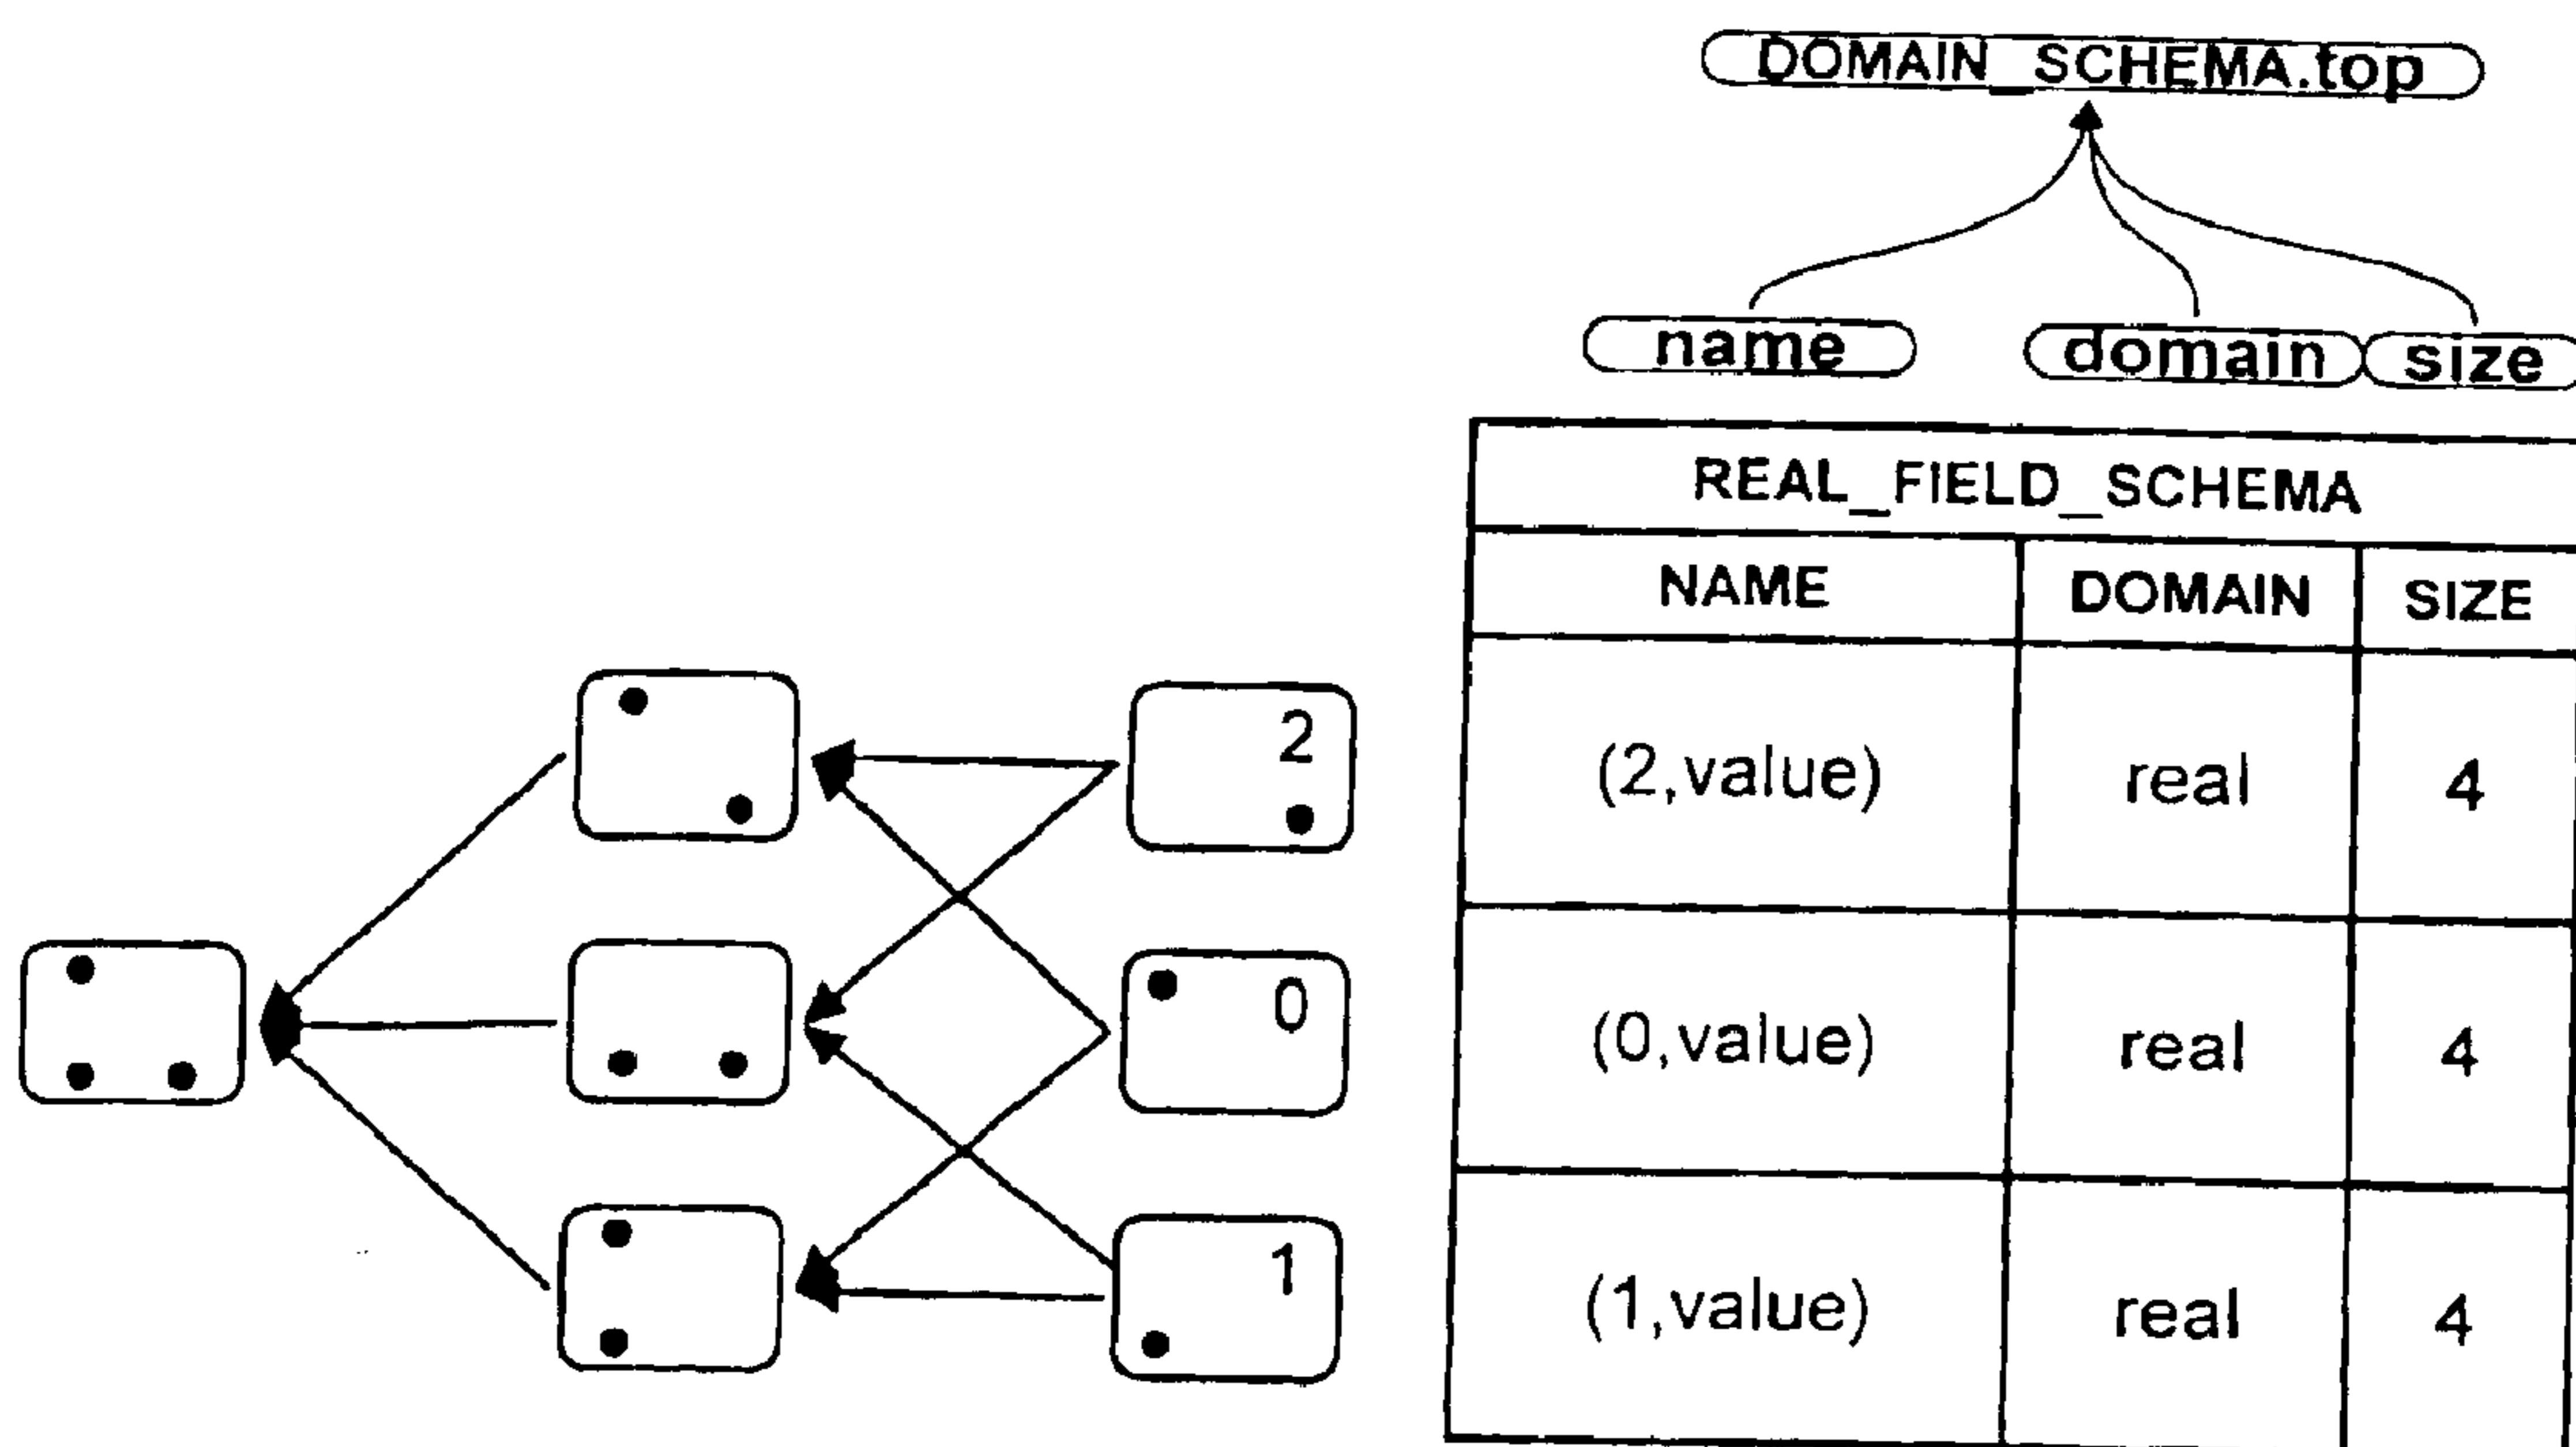 DOMAIN_SCHEMA.top
name domain size
REAL_FIELD_SCHEMA
NAME DOMAIN SIZE
2 (2,value) real 4
0 (0,value) real 4
1 (1,value) real 4